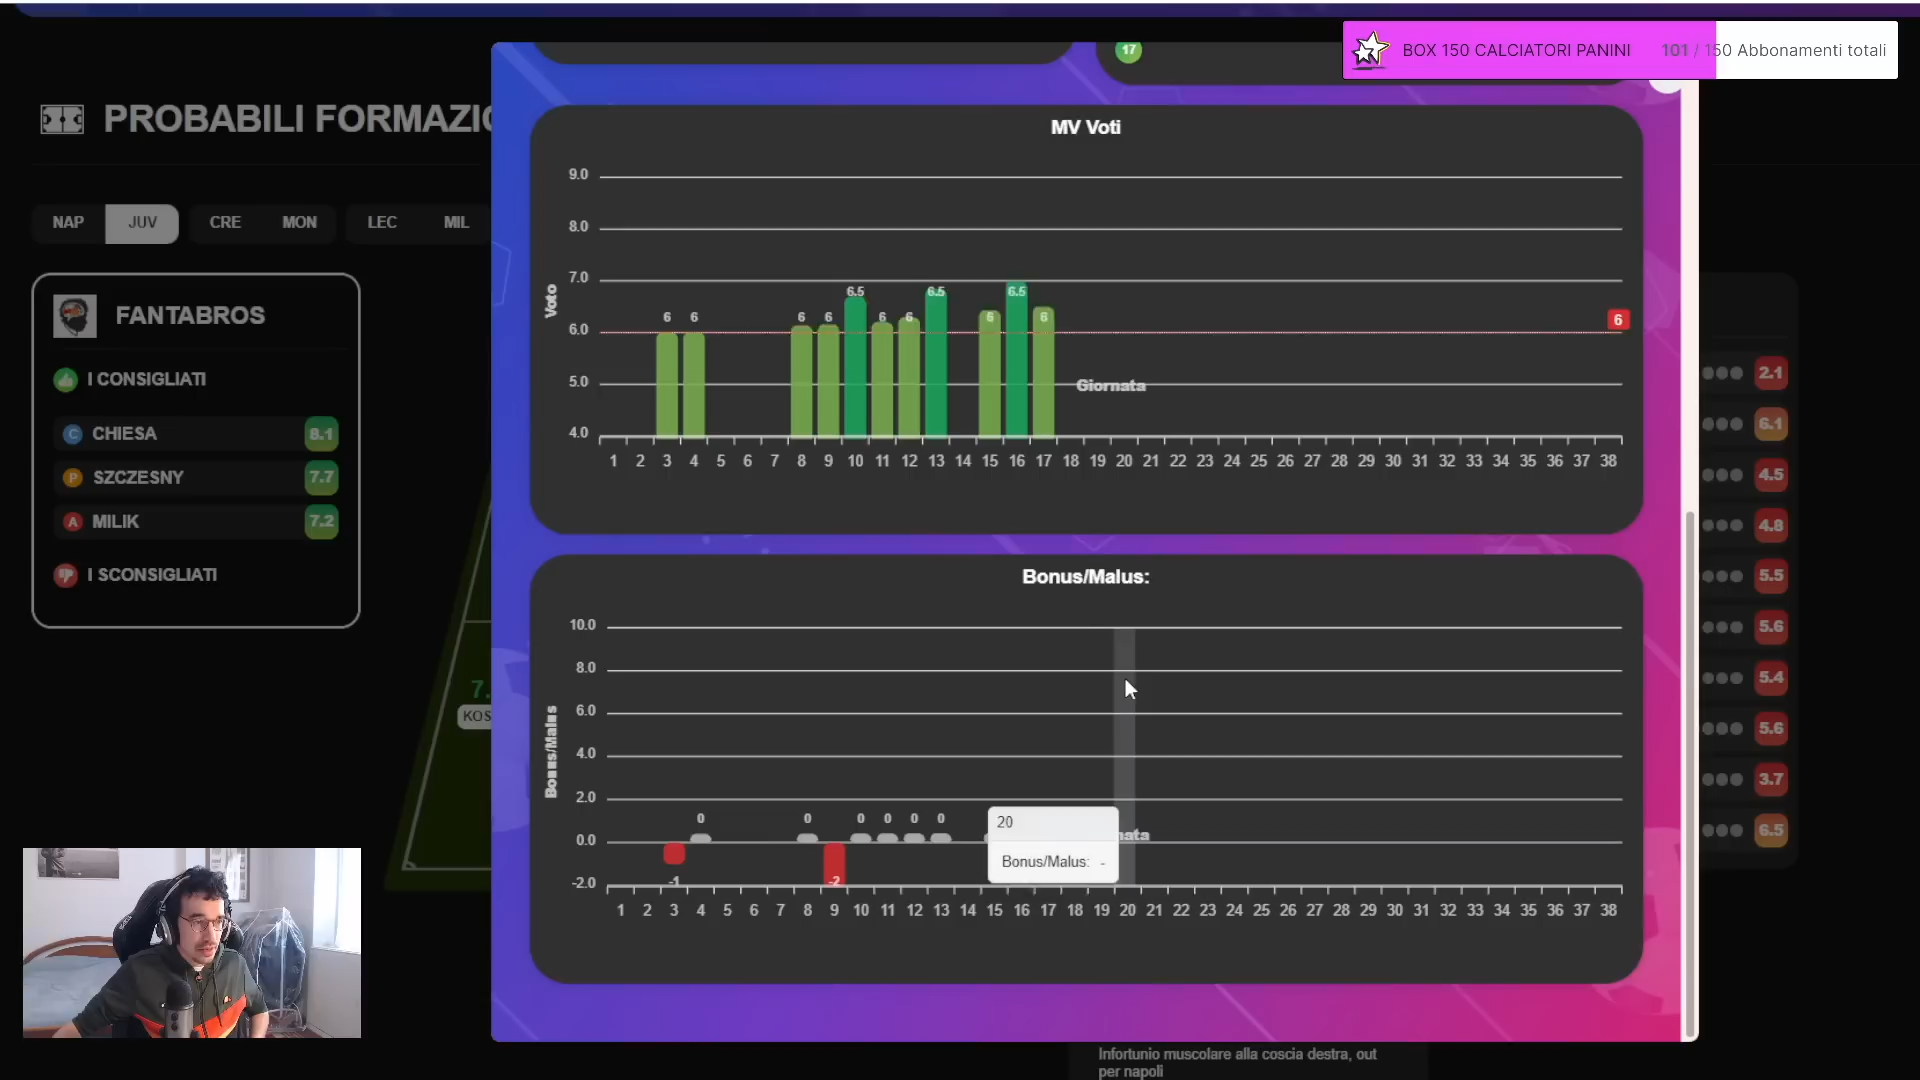 17
BOX 150 CALCIATORI PANINI 101 / 150 Abbonamenti totali
PROBABILI FORMAZIO
NAP JUV CRE MON LEC MIL
FANTABROS
I CONSIGLIATI
C CHIESA 8.1
P SZCZESNY 7.7
A MILIK 7.2
I SCONSIGLIATI
MV Voti
Voto
9.0
8.0
7.0
6.0
5.0
4.0
6 6 6 6 6.5 6 6 6.5 6 6.5 6
6
Giornata
1 2 3 4 5 6 7 8 9 10 11 12 13 14 15 16 17 18 19 20 21 22 23 24 25 26 27 28 29 30 31 32 33 34 35 36 37 38
Bonus/Malus:
Bonus/Malus
10.0
8.0
6.0
4.0
2.0
0.0
-2.0
-1 0 0 -2 0 0 0 0
20
Bonus/Malus: -
nata
1 2 3 4 5 6 7 8 9 10 11 12 13 14 15 16 17 18 19 20 21 22 23 24 25 26 27 28 29 30 31 32 33 34 35 36 37 38
7.
KOS
2.1
6.1
4.5
4.8
5.5
5.6
5.4
5.6
3.7
6.5
Infortunio muscolare alla coscia destra, out
per napoli